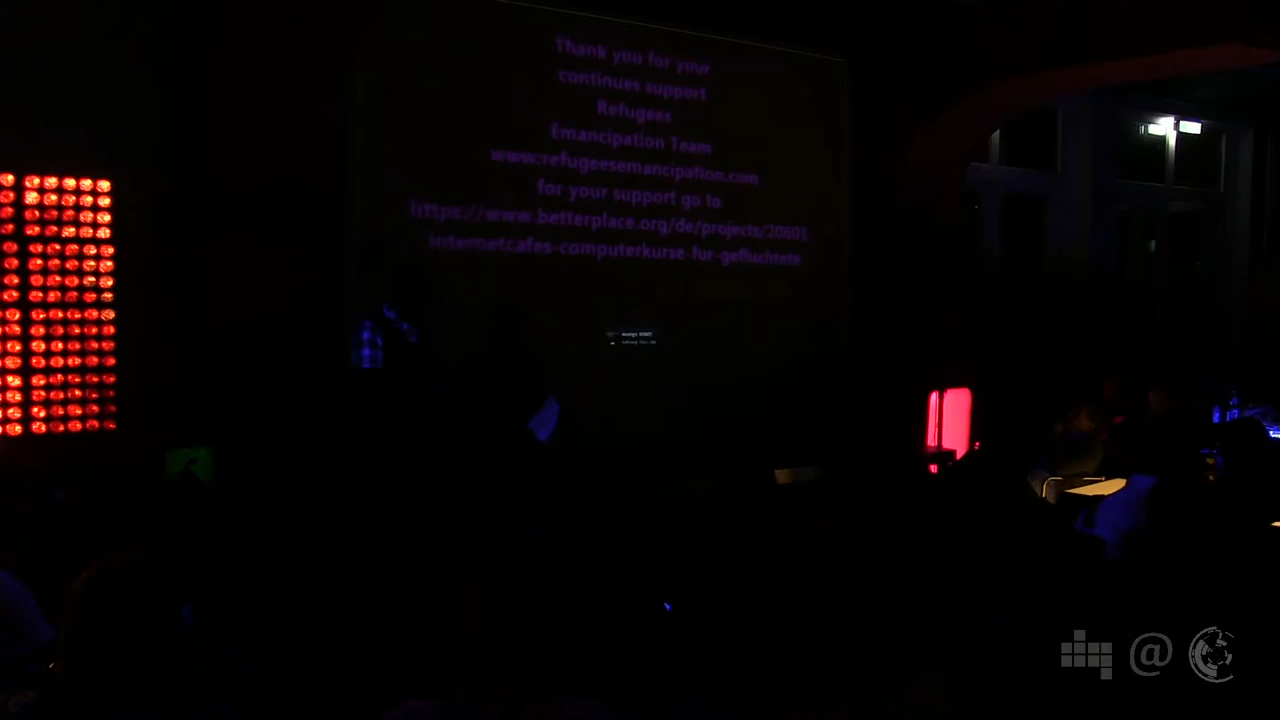 Thank you for your
continues support
Refugees
Emancipation Team
www.refugeesemancipation.com
for your support go to
https://www.betterplace.org/de/projects/20601
internetcafes-computerkurse-fur-gefluchtete
@